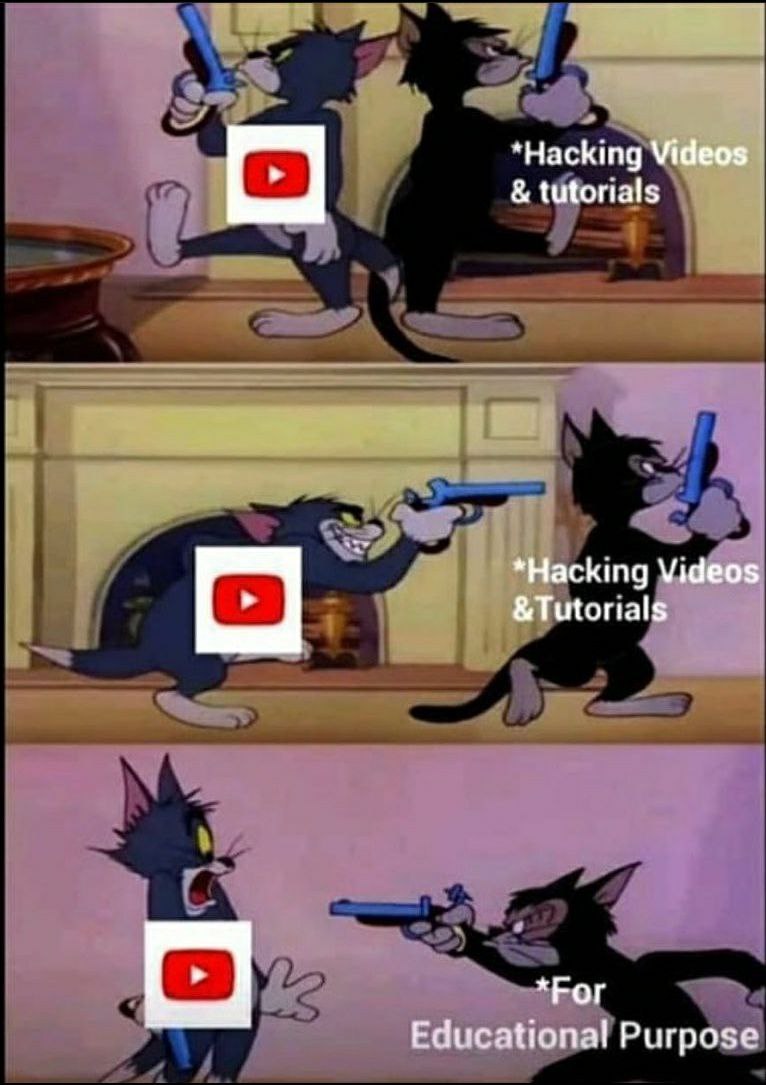 *Hacking Videos
& tutorials
*Hacking Videos
&Tutorials
*For
Educational Purpose